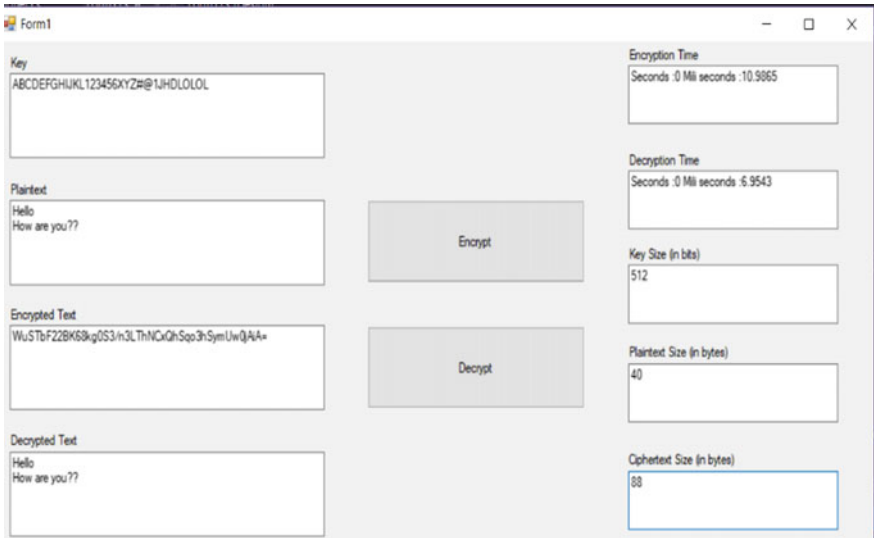 Form1
Key
ABCDEFGHIJKL123456XYZ#@1JHDLOLOL
Plaintext
Hello
How are you??
Encrypt
Encrypted Text
WuSTbF22BK68kg0S3/n3LThNCxQhSqo3hSymUw0jAiA=
Decrypt
Decrypted Text
Hello
How are you??
Encryption Time
Seconds :0 Mili seconds :10.9865
Decryption Time
Seconds :0 Mili seconds :6.9543
Key Size (in bits)
512
Plaintext Size (in bytes)
40
Ciphertext Size (in bytes)
88